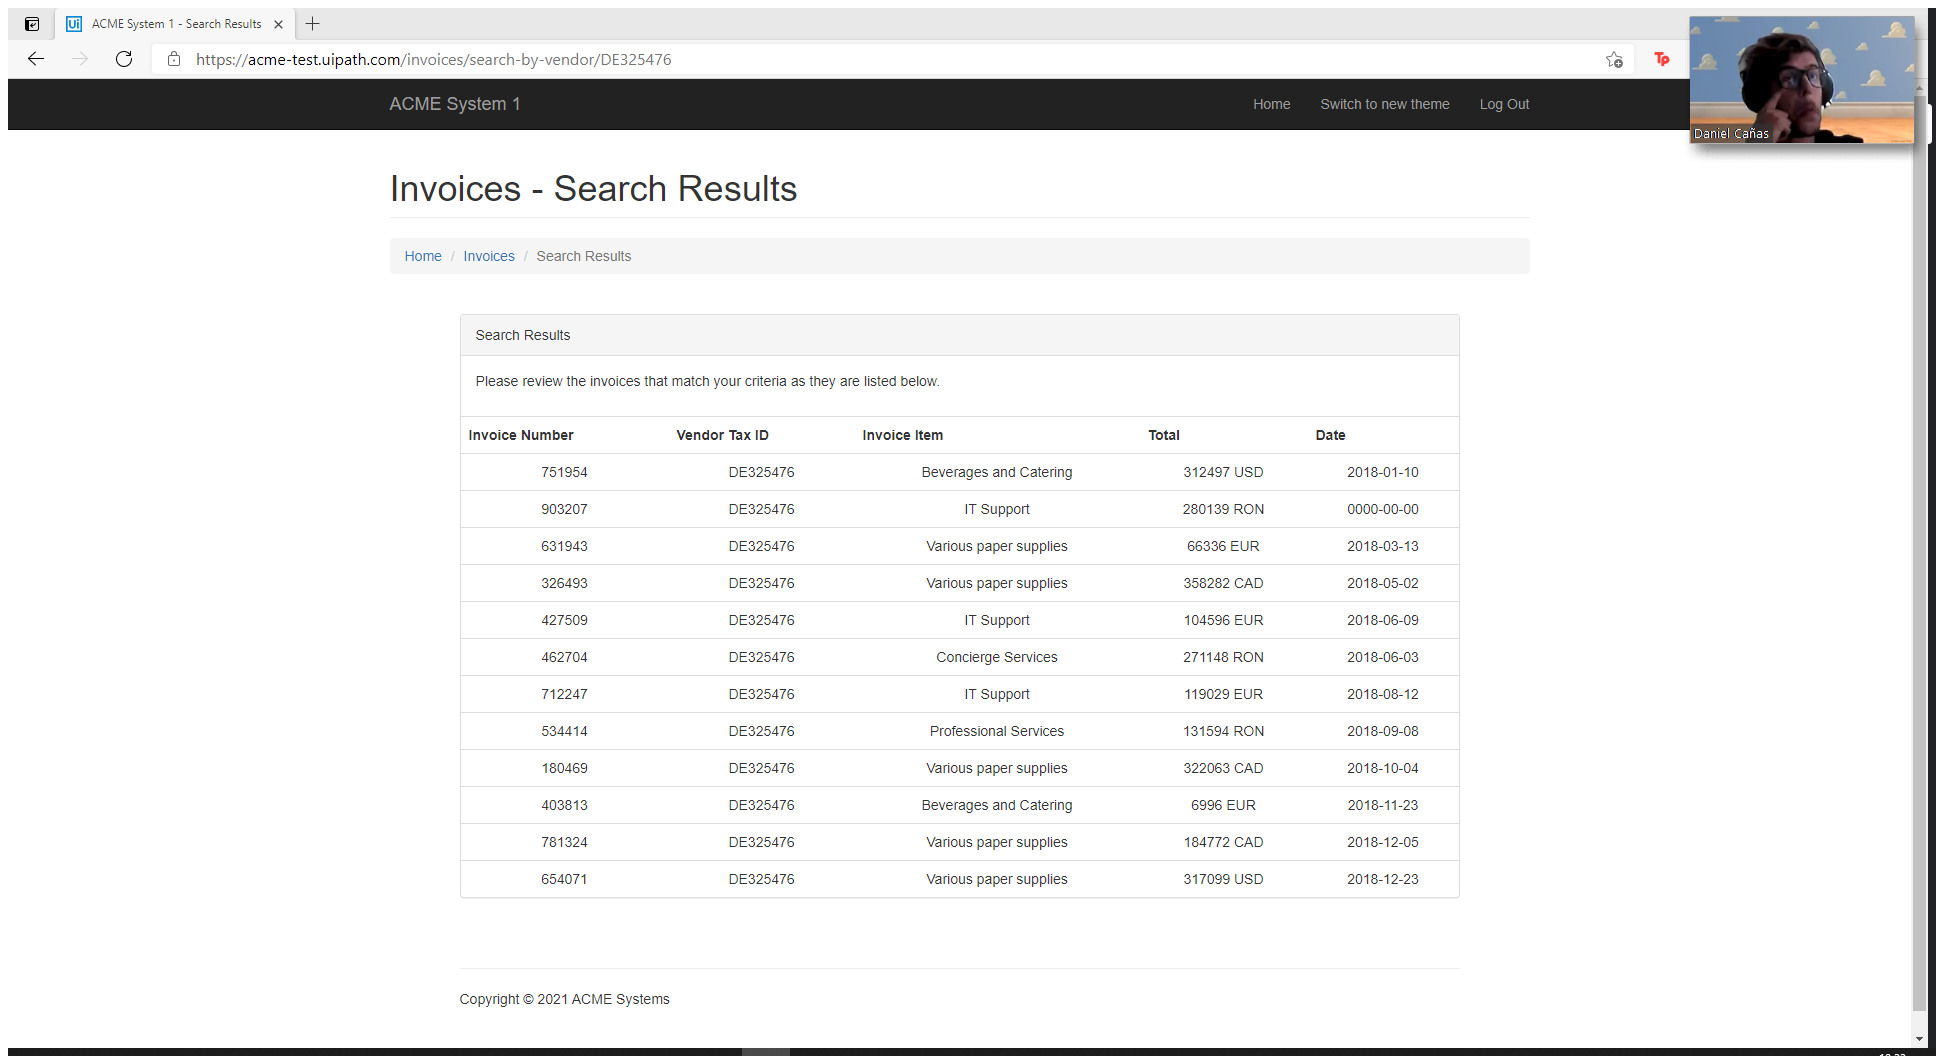 ACME System 1 - Search Results
https://acme-test.uipath.com/invoices/search-by-vendor/DE325476
Tp
Daniel Cañas
ACME System 1 Home Switch to new theme Log Out
Invoices - Search Results
Home / Invoices / Search Results
Search Results
Please review the invoices that match your criteria as they are listed below.
Invoice Number Vendor Tax ID Invoice Item Total Date
751954 DE325476 Beverages and Catering 312497 USD 2018-01-10
903207 DE325476 IT Support 280139 RON 0000-00-00
631943 DE325476 Various paper supplies 66336 EUR 2018-03-13
326493 DE325476 Various paper supplies 358282 CAD 2018-05-02
427509 DE325476 IT Support 104596 EUR 2018-06-09
462704 DE325476 Concierge Services 271148 RON 2018-06-03
712247 DE325476 IT Support 119029 EUR 2018-08-12
534414 DE325476 Professional Services 131594 RON 2018-09-08
180469 DE325476 Various paper supplies 322063 CAD 2018-10-04
403813 DE325476 Beverages and Catering 6996 EUR 2018-11-23
781324 DE325476 Various paper supplies 184772 CAD 2018-12-05
654071 DE325476 Various paper supplies 317099 USD 2018-12-23
Copyright © 2021 ACME Systems